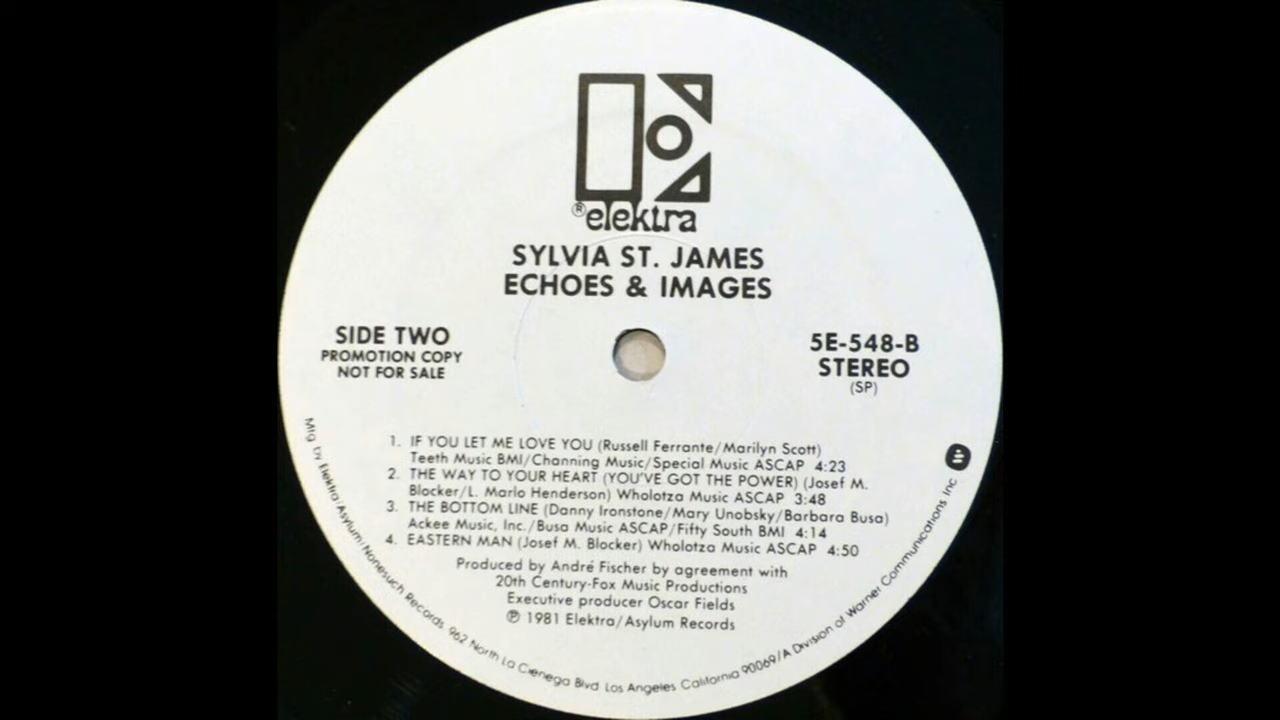 ® elektra
SYLVIA ST. JAMES
ECHOES & IMAGES
SIDE TWO
PROMOTION COPY
NOT FOR SALE
5E-548-B
STEREO
(SP)
1. IF YOU LET ME LOVE YOU (Russell Ferrante/Marilyn Scott)
Teeth Music BMI/Channing Music/Special Music ASCAP 4:23
2. THE WAY TO YOUR HEART (YOU'VE GOT THE POWER) (Josef M.
Blocker/L. Marlo Henderson) Wholotza Music ASCAP 3:48
3. THE BOTTOM LINE (Danny Ironstone/Mary Unobsky/Barbara Busa)
Ackee Music, Inc./Busa Music ASCAP/Fifty South BMI 4:14
4. EASTERN MAN (Josef M. Blocker) Wholotza Music ASCAP 4:50
Produced by André Fischer by agreement with
20th Century-Fox Music Productions
Executive producer Oscar Fields
℗ 1981 Elektra/Asylum Records
Mfg. by Elektra/Asylum/Nonesuch Records. 962 North La Cienega Blvd. Los Angeles California 90069/A Division of Warner Communications Inc